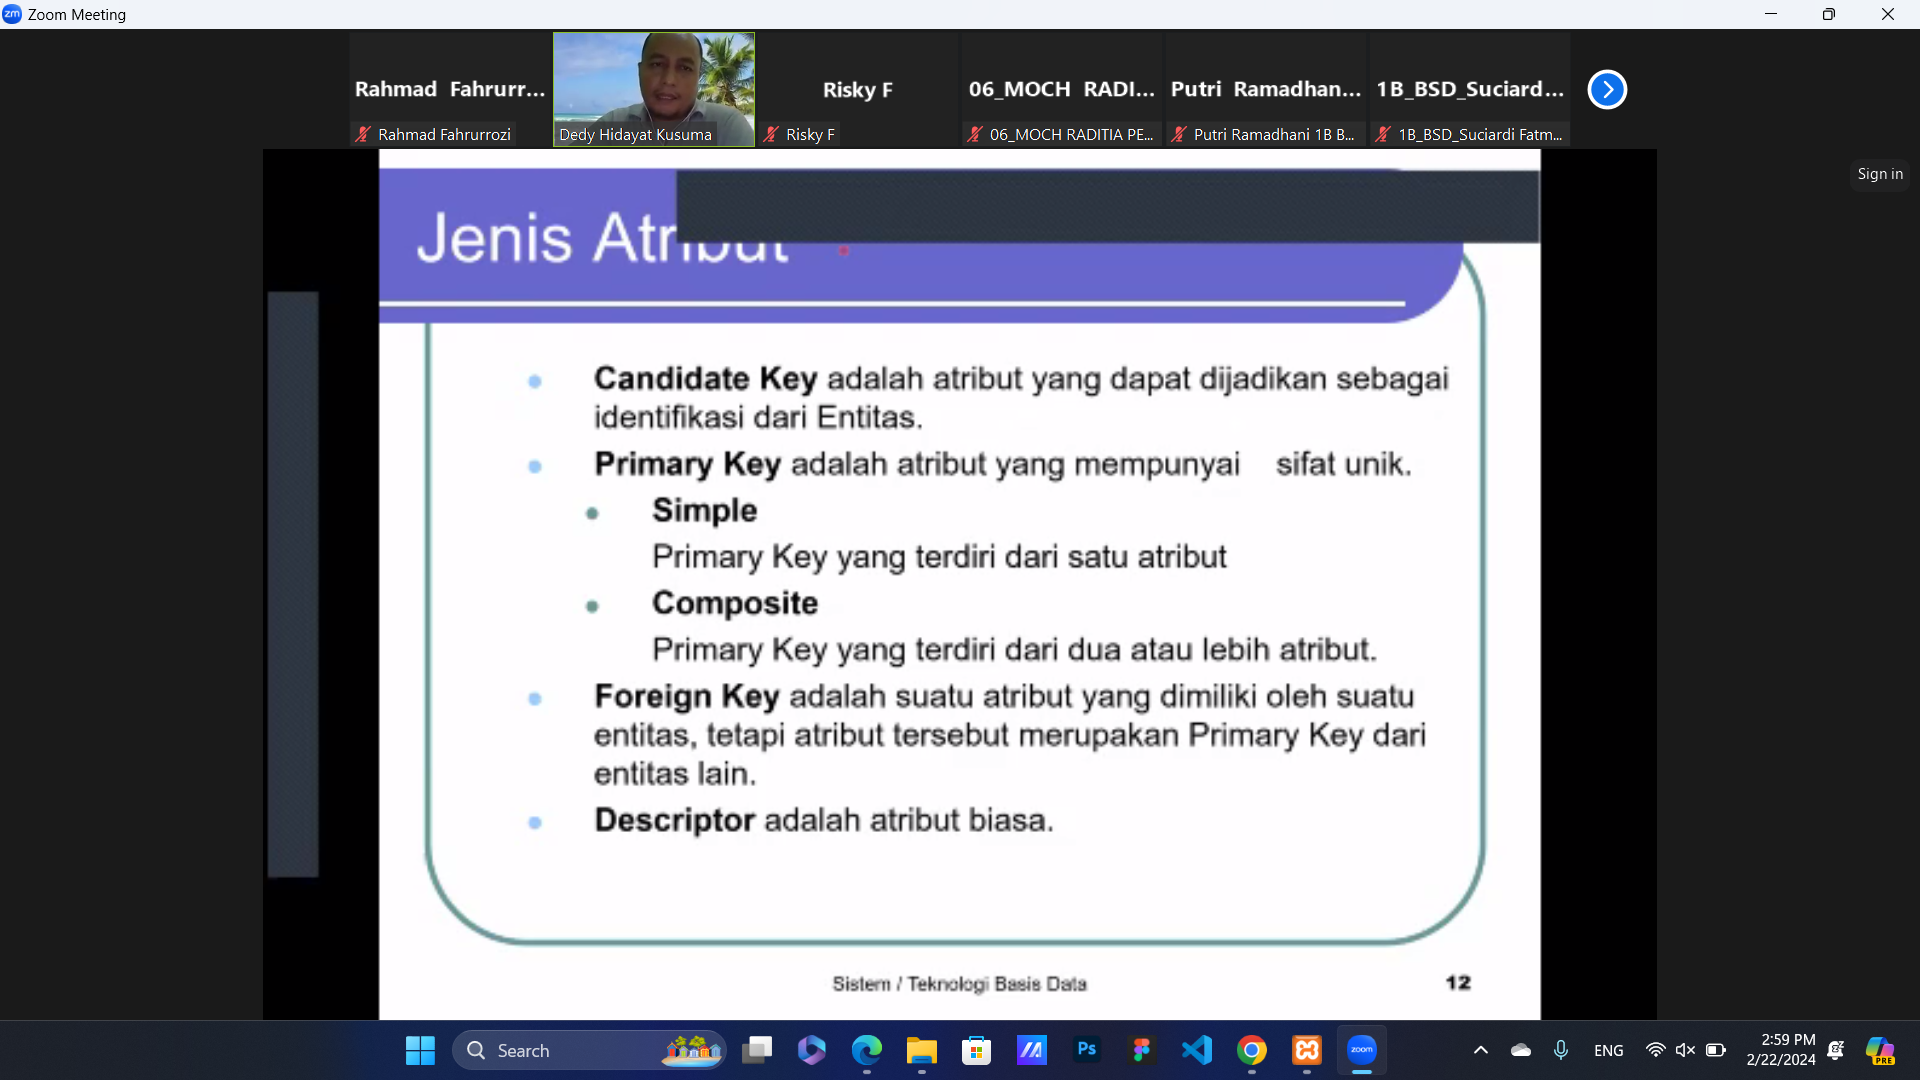 Zoom Meeting
Rahmad Fahrurr...
Risky F
06_MOCH RADI...
Putri Ramadhan...
1B_BSD_Suciard...
Rahmad Fahrurrozi
Dedy Hidayat Kusuma
Risky F
06_MOCH RADITIA PE...
Putri Ramadhani 1B B...
1B_BSD_Suciardi Fatm...
Sign in
Jenis Atribut
Candidate Key adalah atribut yang dapat dijadikan sebagai
identifikasi dari Entitas.
Primary Key adalah atribut yang mempunyai sifat unik.
Simple
Primary Key yang terdiri dari satu atribut
Composite
Primary Key yang terdiri dari dua atau lebih atribut.
Foreign Key adalah suatu atribut yang dimiliki oleh suatu
entitas, tetapi atribut tersebut merupakan Primary Key dari
entitas lain.
Descriptor adalah atribut biasa.
Sistem / Teknologi Basis Data
12
Search
Ps
zoom
ENG
2:59 PM
2/22/2024
PRE